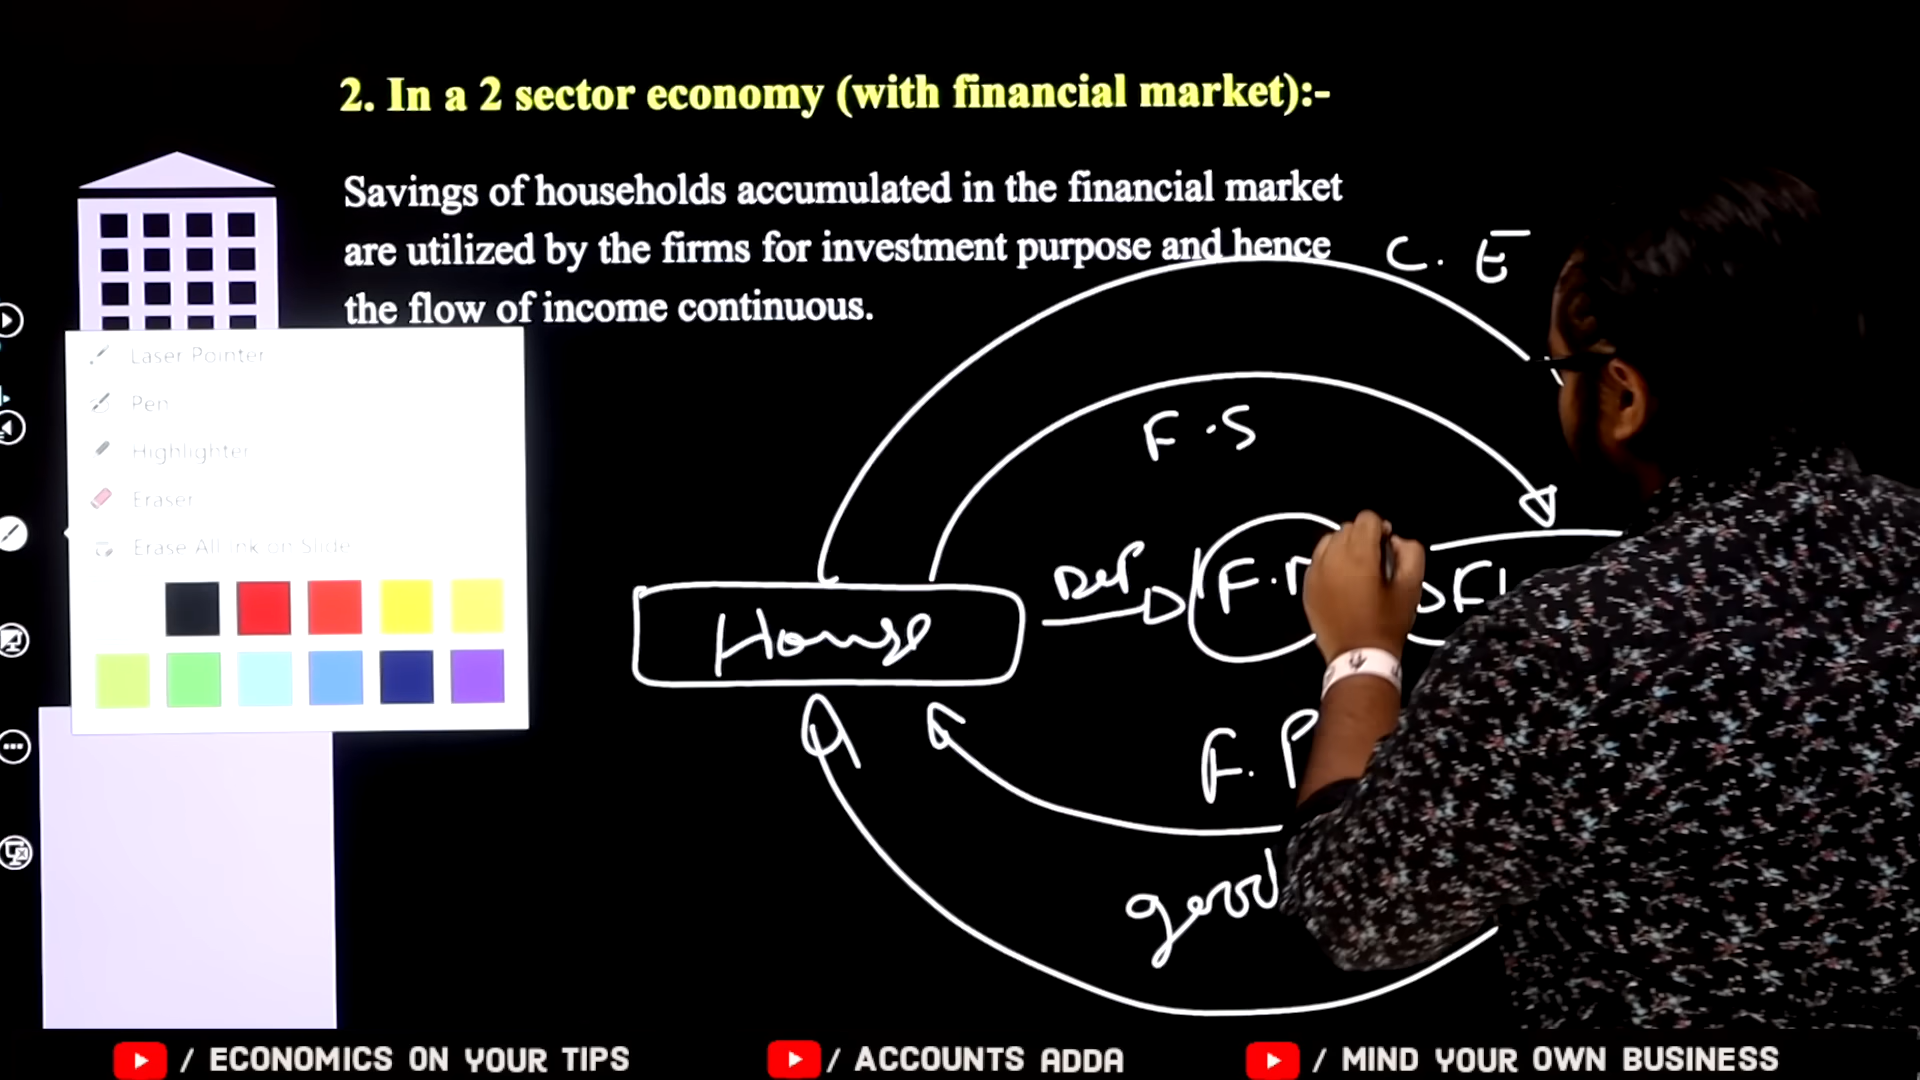 2. In a 2 sector economy (with financial market):-
Savings of households accumulated in the financial market
are utilized by the firms for investment purpose and hence
the flow of income continuous.
C. E
Laser Pointer
Pen
Highlighter
Eraser
Erase All Ink on Slide
F.S
House
F.
F. P
good
/ ECONOMICS ON YOUR TIPS
/ ACCOUNTS ADDA
/ MIND YOUR OWN BUSINESS